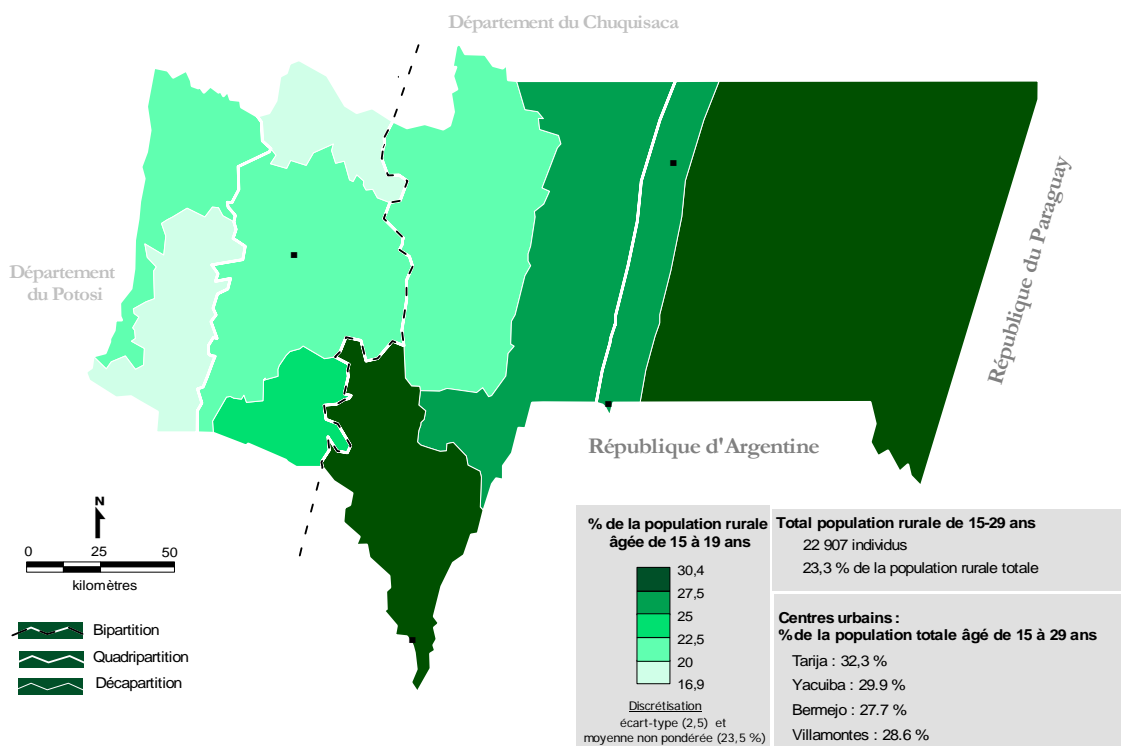 Département du Chuquisaca
Département
du Potosi
République du Paraguay
République d'Argentine
N
0 25 50
kilomètres
Bipartition
Quadripartition
Décapartition
% de la population rurale
âgée de 15 à 19 ans
30,4
27,5
25
22,5
20
16,9
Discrétisation
écart-type (2,5) et
moyenne non pondérée (23,5 %)
Total population rurale de 15-29 ans
22 907 individus
23,3 % de la population rurale totale
Centres urbains :
% de la population totale âgé de 15 à 29 ans
Tarija : 32,3 %
Yacuiba : 29.9 %
Bermejo : 27.7 %
Villamontes : 28.6 %